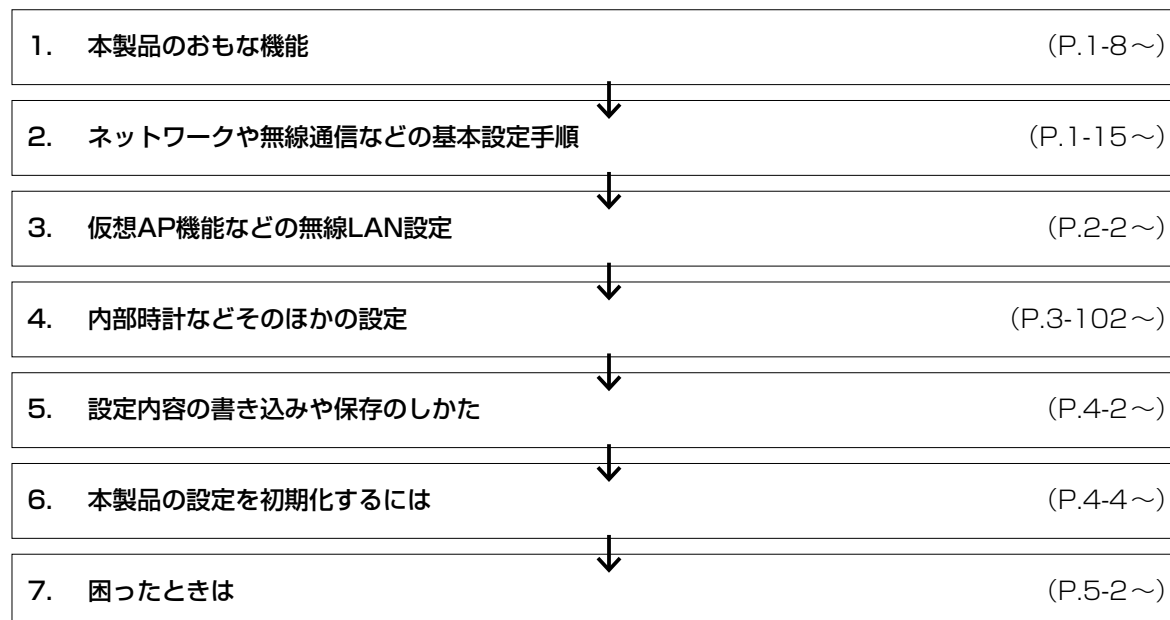 1. 本製品のおもな機能 （P.1-8～）
2. ネットワークや無線通信などの基本設定手順 （P.1-15～）
3. 仮想AP機能などの無線LAN設定 （P.2-2～）
4. 内部時計などそのほかの設定 （P.3-102～）
5. 設定内容の書き込みや保存のしかた （P.4-2～）
6. 本製品の設定を初期化するには （P.4-4～）
7. 困ったときは （P.5-2～）